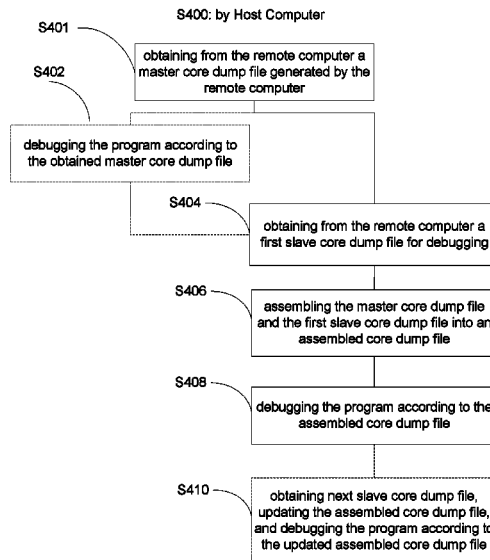 S400: by Host Computer
S401
obtaining from the remote computer a
master core dump file generated by the
remote computer
S402
debugging the program according to
the obtained master core dump file
S404
obtaining from the remote computer a
first slave core dump file for debugging
S406
assembling the master core dump file
and the first slave core dump file into an
assembled core dump file
S408
debugging the program according to the
assembled core dump file
S410
obtaining next slave core dump file,
updating the assembled core dump file,
and debugging the program according to
the updated assembled core dump file